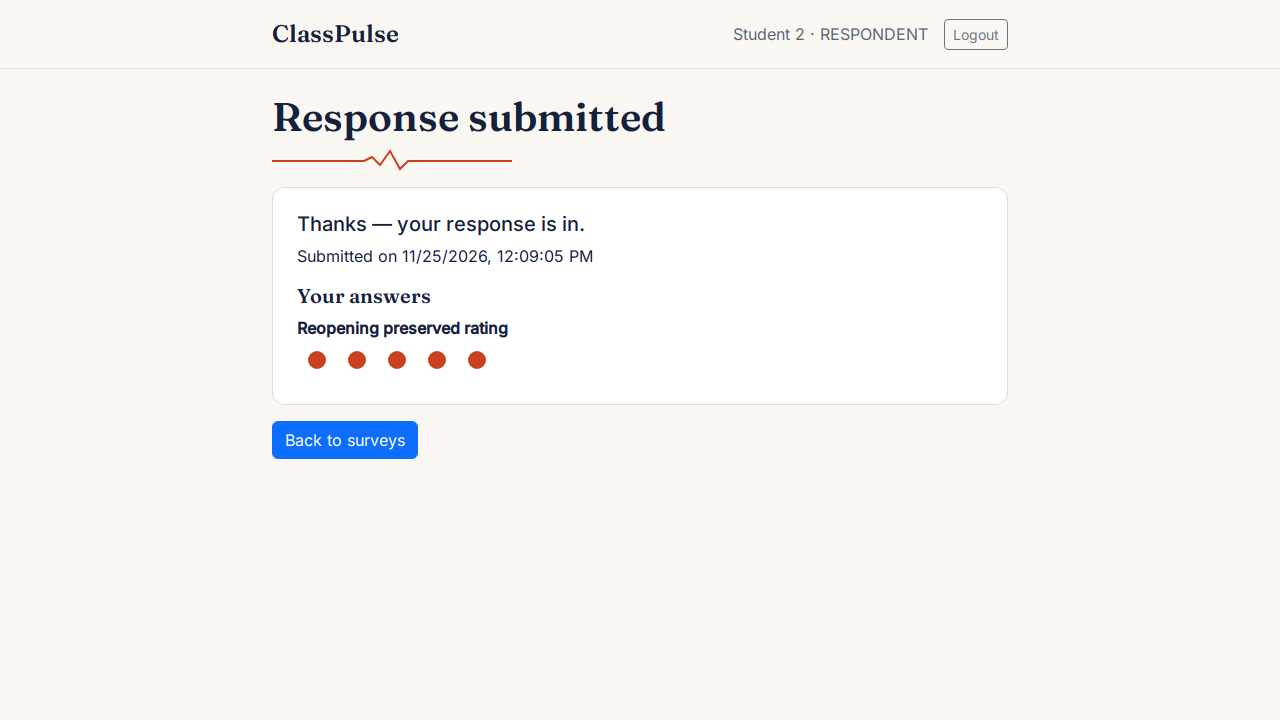 ClassPulse
Student 2 · RESPONDENT
Logout
Response submitted
Thanks — your response is in.
Submitted on 11/25/2026, 12:09:05 PM
Your answers
Reopening preserved rating
Back to surveys